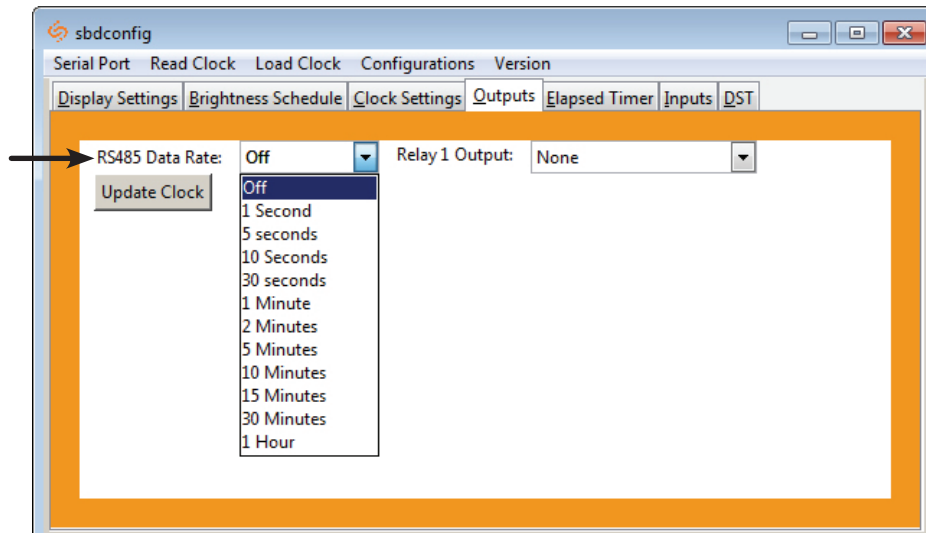 sbdconfig
Serial Port Read Clock Load Clock Configurations Version
Display Settings Brightness Schedule Clock Settings Outputs Elapsed Timer Inputs DST
RS485 Data Rate: Off Relay 1 Output: None
Update Clock
Off
1 Second
5 seconds
10 Seconds
30 seconds
1 Minute
2 Minutes
5 Minutes
10 Minutes
15 Minutes
30 Minutes
1 Hour